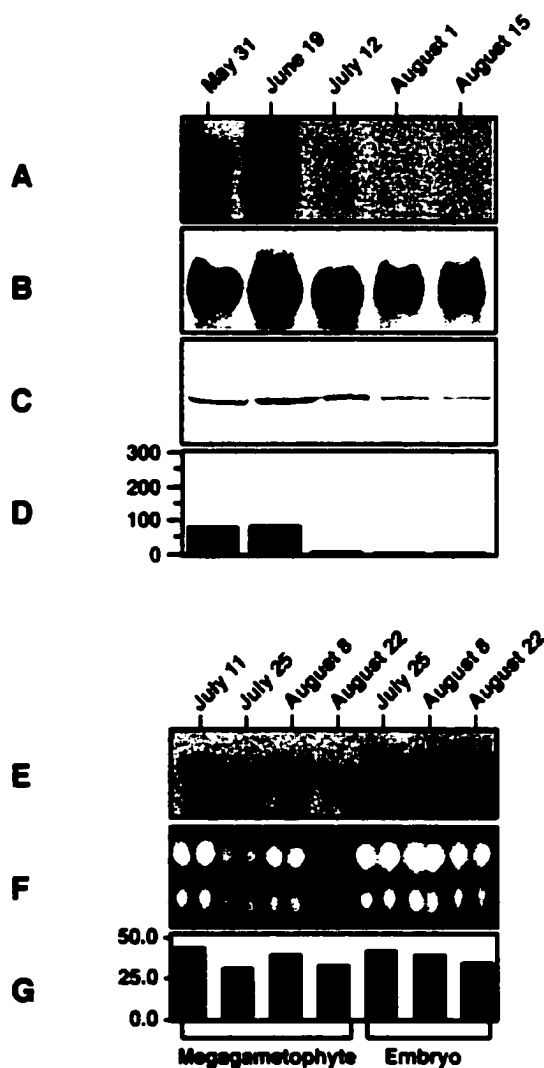 May 31 June 19 July 12 August 1 August 15
A
B
C
300
200
100
0
D
July 11 July 25 August 8 August 22 July 25 August 8 August 22
E
F
50.0
25.0
0.0
G
Megagametophyte Embryo